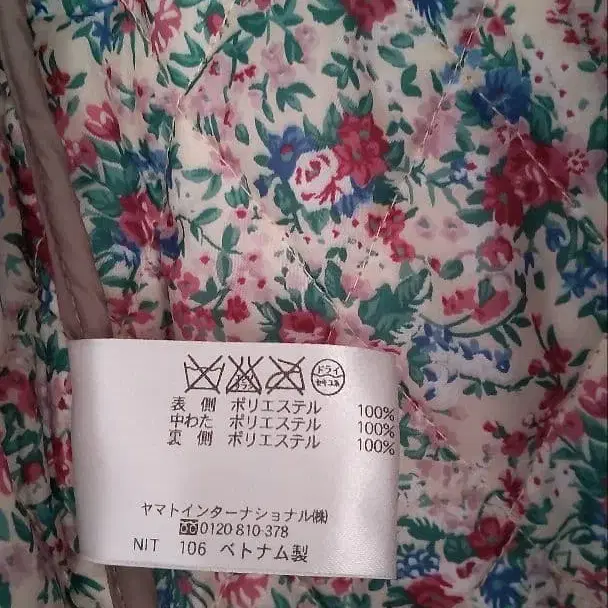 ドライ
セキユ系
表 側 ポリエステル 100%
中わた ポリエステル 100%
裏 側 ポリエステル 100%
ヤマトインターナショナル㈱
0120-810-378
NIT 106 ベトナム製